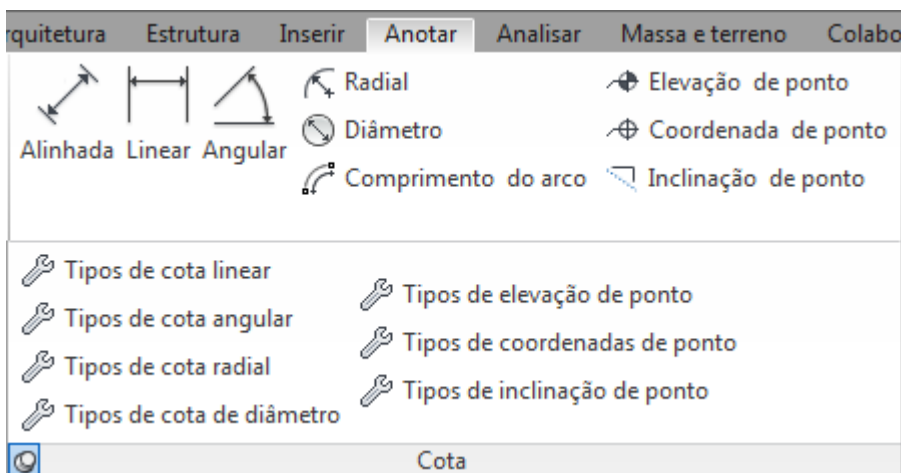 rquitetura Estrutura Inserir Anotar Analisar Massa e terreno Colabo
Alinhada Linear Angular
Radial
Diâmetro
Comprimento do arco
Elevação de ponto
Coordenada de ponto
Inclinação de ponto
Tipos de cota linear
Tipos de cota angular
Tipos de cota radial
Tipos de cota de diâmetro
Tipos de elevação de ponto
Tipos de coordenadas de ponto
Tipos de inclinação de ponto
Cota